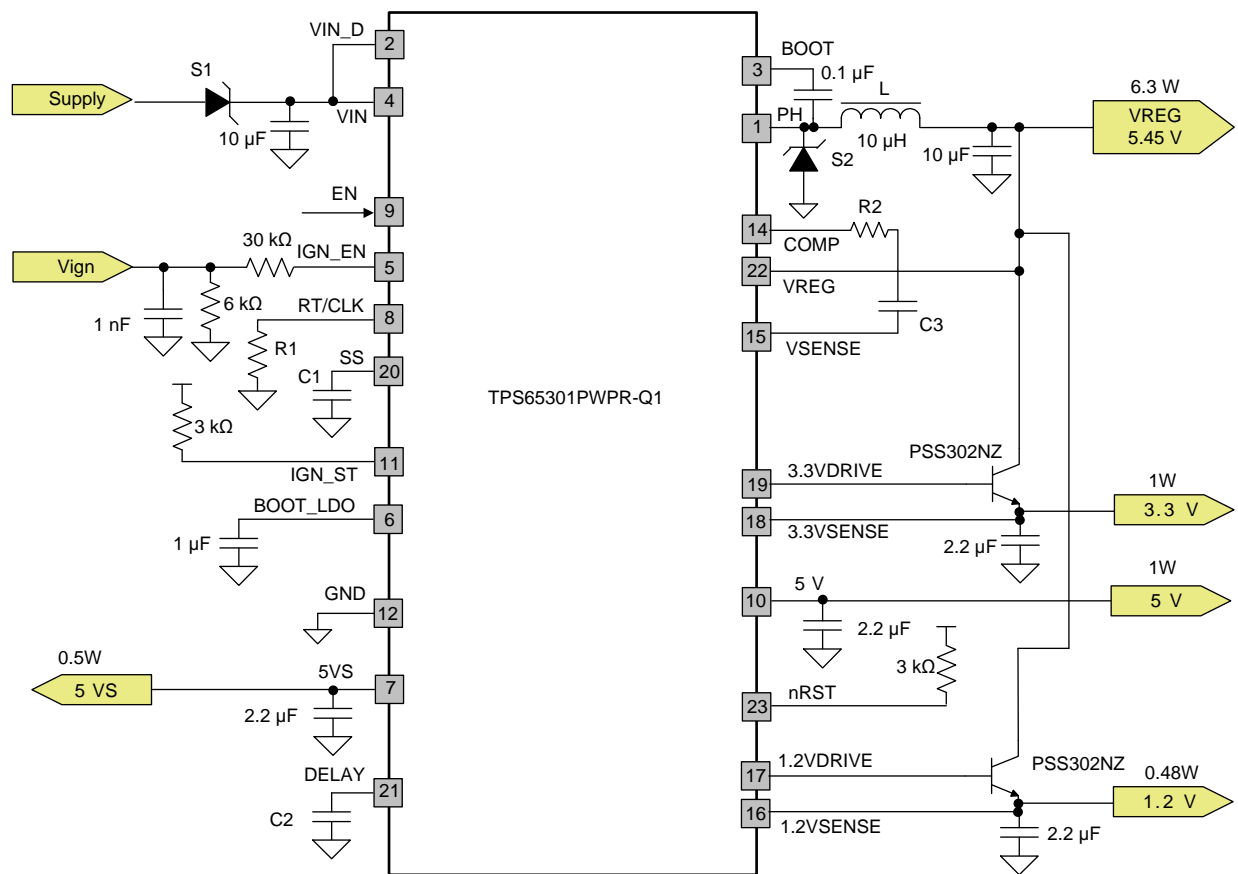 VIN_D
2
S1
Supply
4
VIN
10 µF
EN
9
30 kΩ
IGN_EN
Vign
5
6 kΩ
1 nF
RT/CLK
8
R1
SS
20
C1
3 kΩ
11
IGN_ST
BOOT_LDO
6
1 µF
GND
12
0.5W
5 VS
5VS
7
2.2 µF
DELAY
21
C2
TPS65301PWPR-Q1
BOOT
3
0.1 µF
L
6.3 W
PH
1
VREG
5.45 V
10 µH
S2
10 µF
R2
14
COMP
22
VREG
C3
15
VSENSE
PSS302NZ
3.3VDRIVE
19
1W
3.3 V
18
3.3VSENSE
2.2 µF
1W
5 V
10
5 V
2.2 µF
3 kΩ
nRST
23
1.2VDRIVE
17
PSS302NZ
0.48W
1.2 V
16
1.2VSENSE
2.2 µF